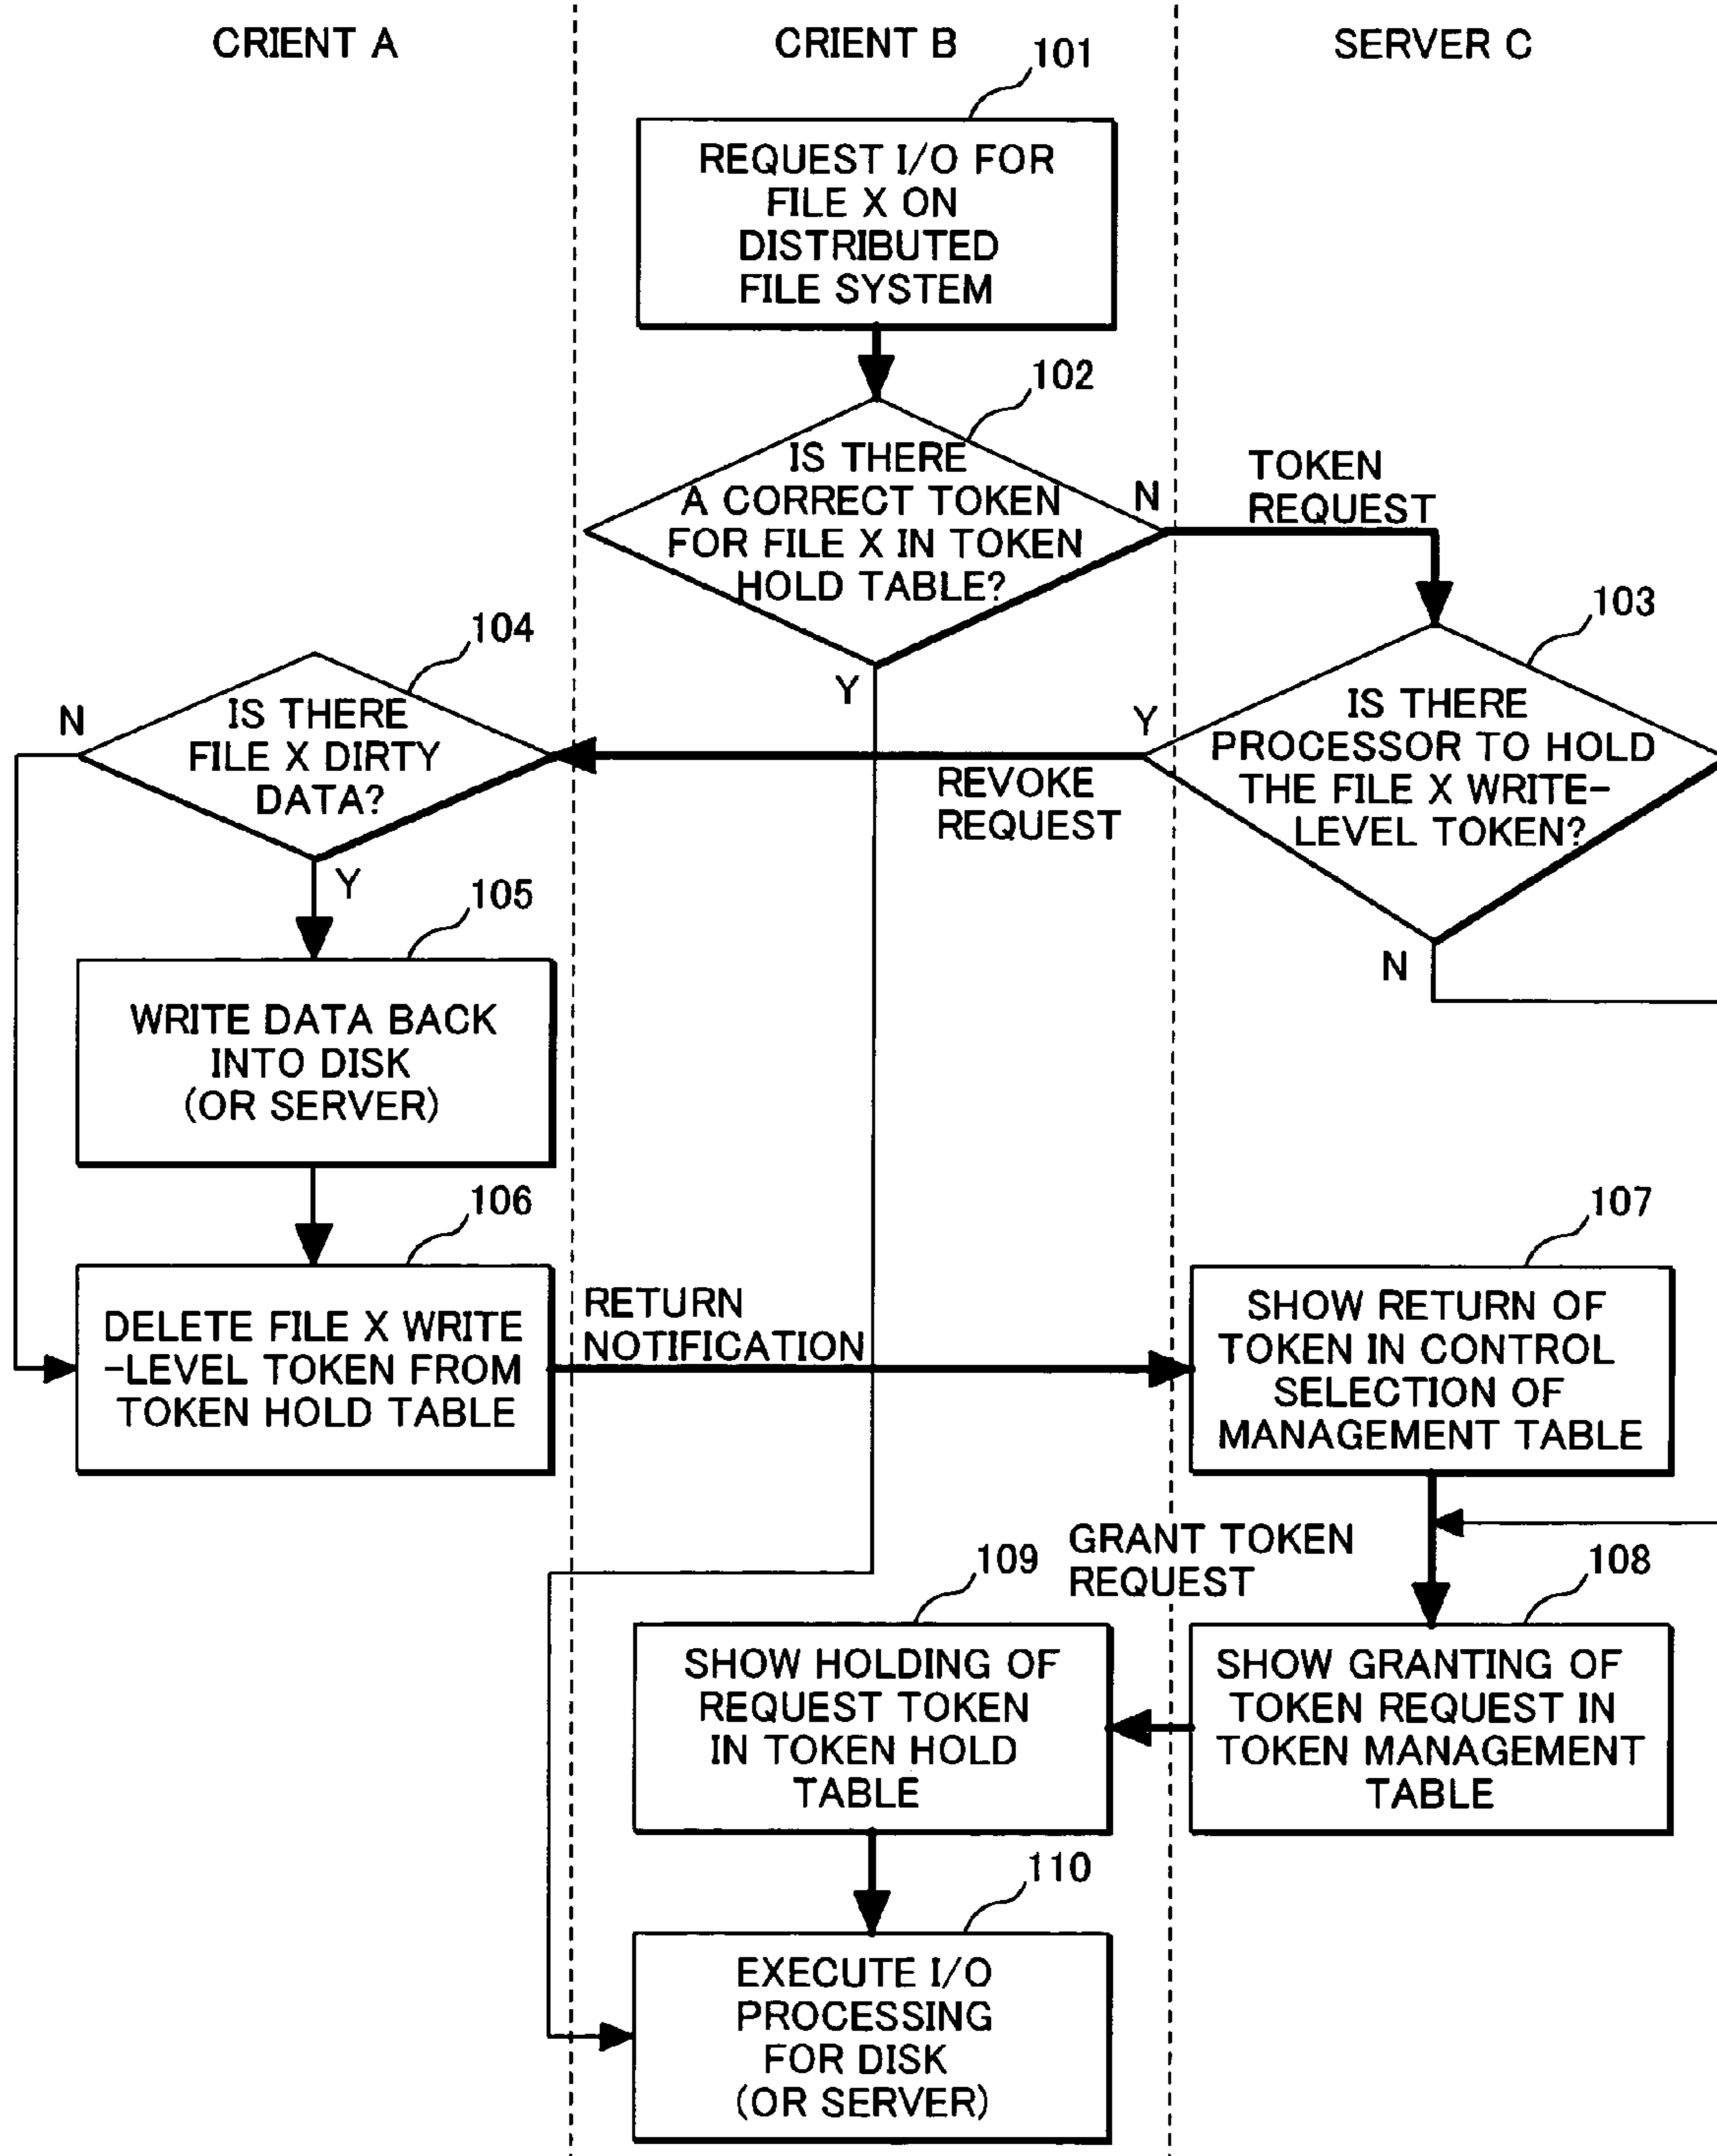 CRIENT A
CRIENT B
SERVER C
101
REQUEST I/O FOR
FILE X ON
DISTRIBUTED
FILE SYSTEM
102
IS THERE
A CORRECT TOKEN
FOR FILE X IN TOKEN
HOLD TABLE?
N
Y
TOKEN
REQUEST
103
IS THERE
PROCESSOR TO HOLD
THE FILE X WRITE-
LEVEL TOKEN?
Y
N
REVOKE
REQUEST
104
IS THERE
FILE X DIRTY
DATA?
N
Y
105
WRITE DATA BACK
INTO DISK
(OR SERVER)
106
DELETE FILE X WRITE
-LEVEL TOKEN FROM
TOKEN HOLD TABLE
RETURN
NOTIFICATION
107
SHOW RETURN OF
TOKEN IN CONTROL
SELECTION OF
MANAGEMENT TABLE
108
SHOW GRANTING OF
TOKEN REQUEST IN
TOKEN MANAGEMENT
TABLE
GRANT TOKEN
REQUEST
109
SHOW HOLDING OF
REQUEST TOKEN
IN TOKEN HOLD
TABLE
110
EXECUTE I/O
PROCESSING
FOR DISK
(OR SERVER)